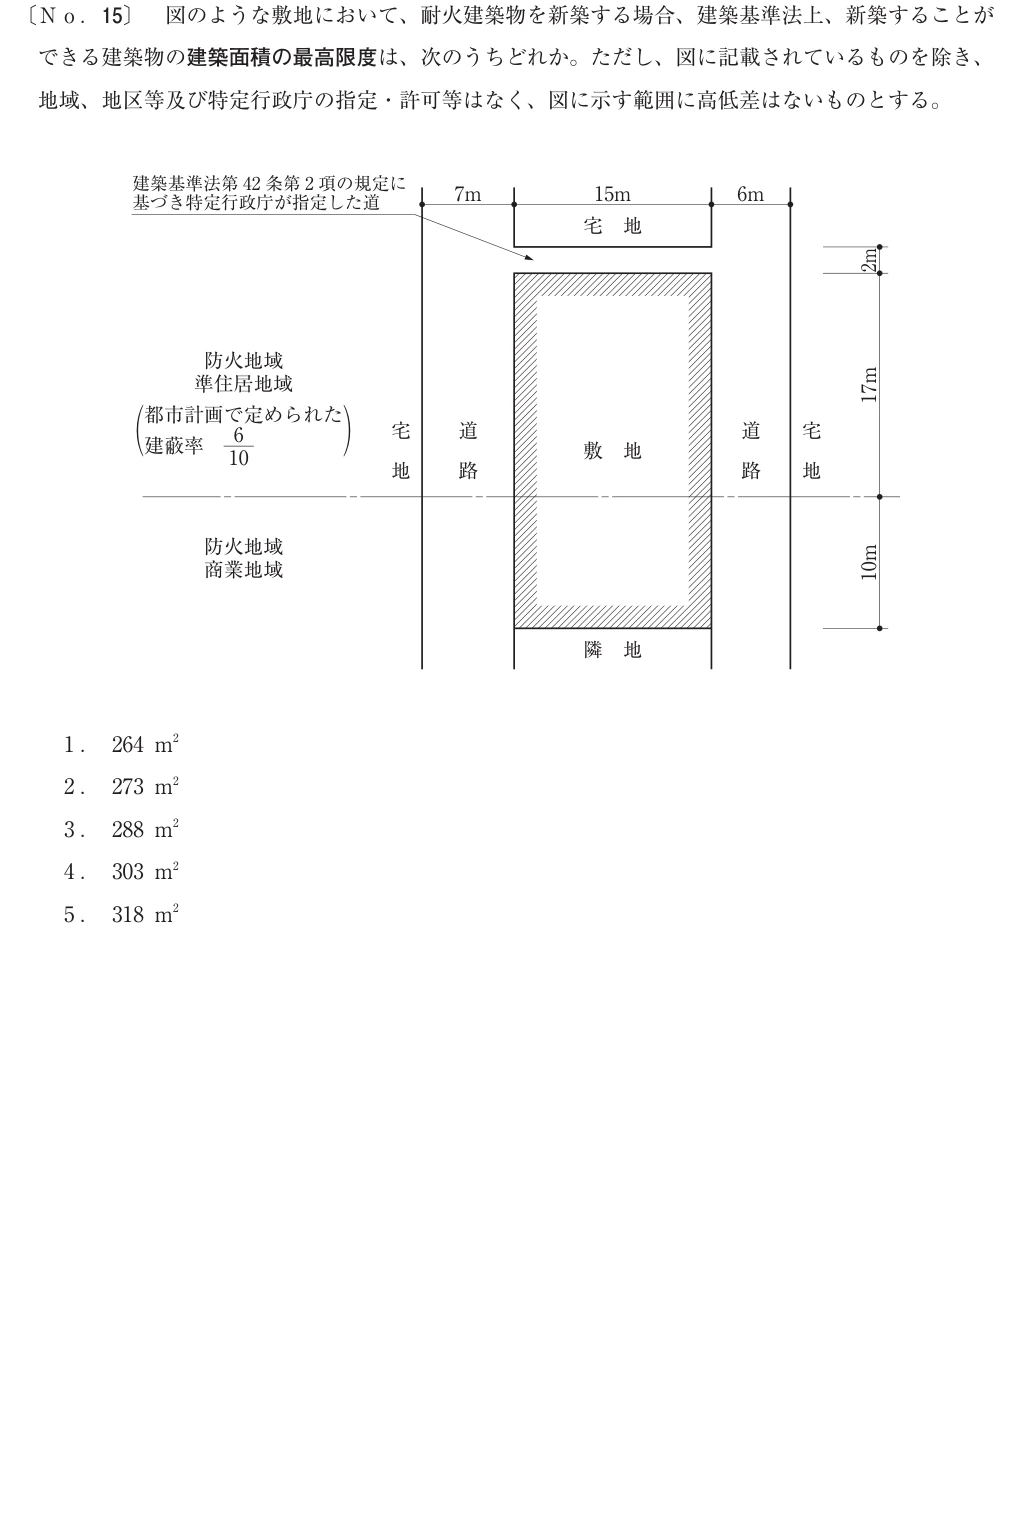 〔Ｎｏ．15〕　図のような敷地において、耐火建築物を新築する場合、建築基準法上、新築することが
できる建築物の建築面積の最高限度は、次のうちどれか。ただし、図に記載されているものを除き、
地域、地区等及び特定行政庁の指定・許可等はなく、図に示す範囲に高低差はないものとする。
建築基準法第 42 条第 2 項の規定に
基づき特定行政庁が指定した道
7m
15m
6m
宅　地
2m
防火地域
準住居地域
(都市計画で定められた
建蔽率 6/10)
宅地
道路
敷　地
道路
宅地
17m
防火地域
商業地域
10m
隣　地
1．　264 m²
2．　273 m²
3．　288 m²
4．　303 m²
5．　318 m²